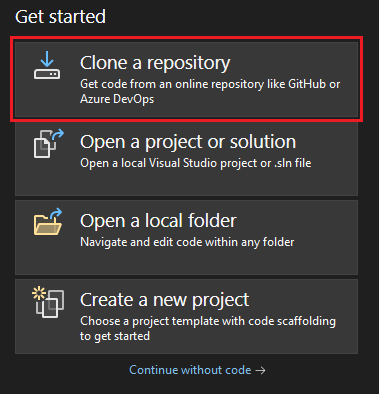 Get started
Clone a repository
Get code from an online repository like GitHub or
Azure DevOps
Open a project or solution
Open a local Visual Studio project or .sln file
Open a local folder
Navigate and edit code within any folder
Create a new project
Choose a project template with code scaffolding
to get started
Continue without code →